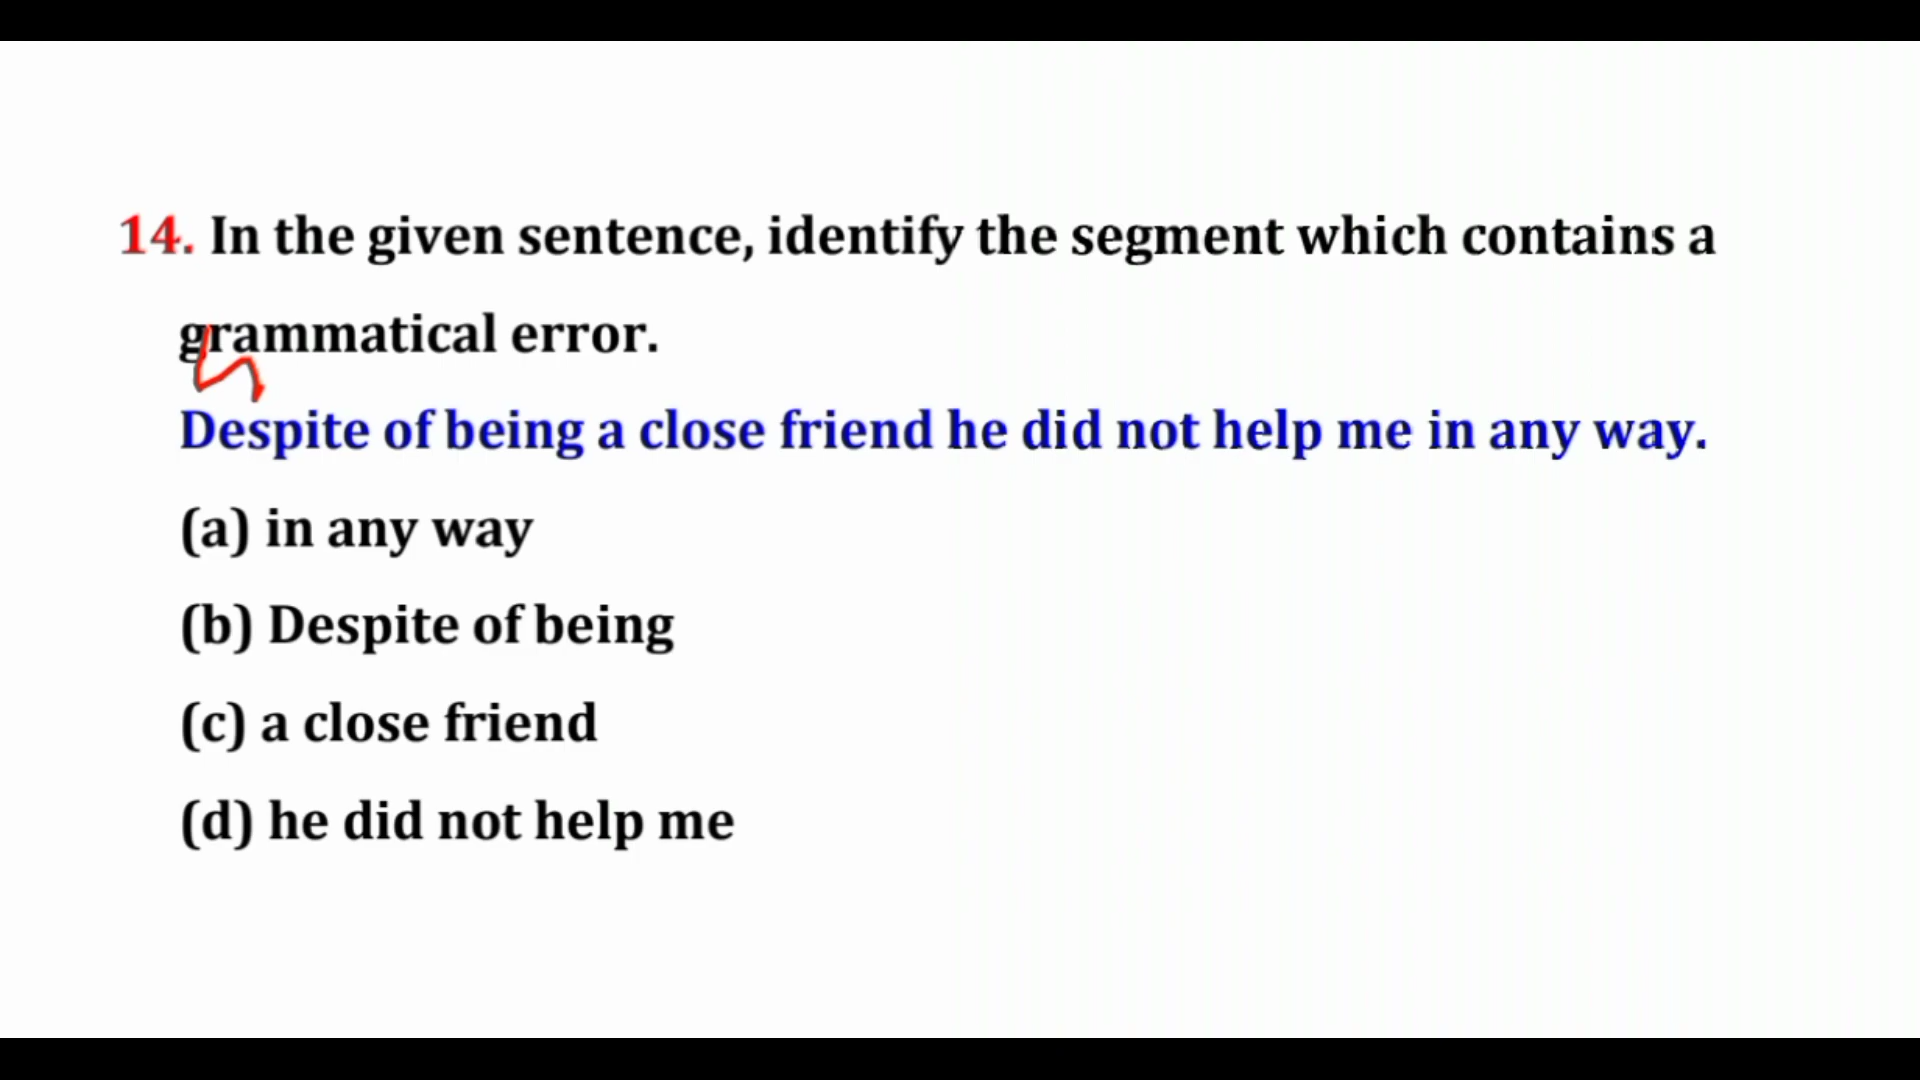 14. In the given sentence, identify the segment which contains a
grammatical error.
Despite of being a close friend he did not help me in any way.
(a) in any way
(b) Despite of being
(c) a close friend
(d) he did not help me